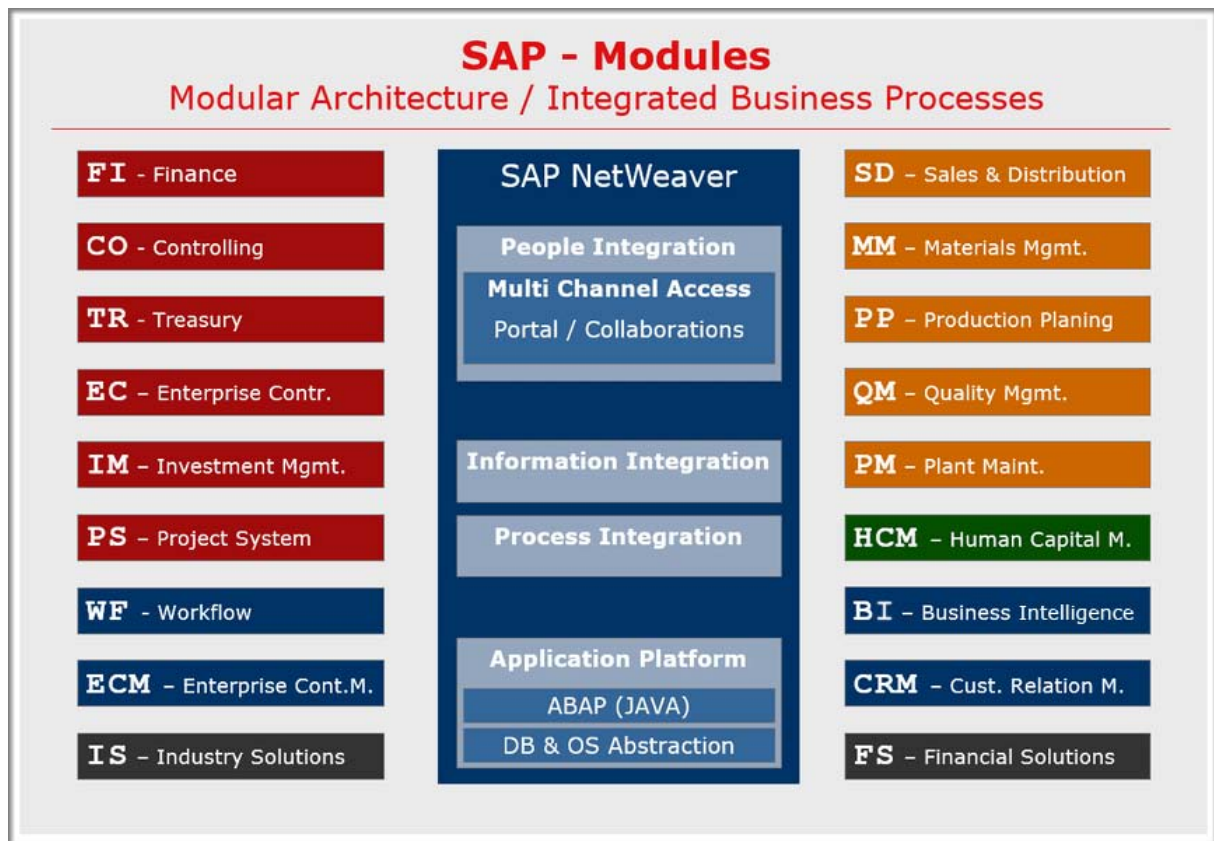 SAP - Modules
Modular Architecture / Integrated Business Processes
FI - Finance
CO - Controlling
TR - Treasury
EC – Enterprise Contr.
IM – Investment Mgmt.
PS – Project System
WF - Workflow
ECM – Enterprise Cont.M.
IS – Industry Solutions
SAP NetWeaver
People Integration
Multi Channel Access
Portal / Collaborations
Information Integration
Process Integration
Application Platform
ABAP (JAVA)
DB & OS Abstraction
SD – Sales & Distribution
MM – Materials Mgmt.
PP – Production Planing
QM – Quality Mgmt.
PM – Plant Maint.
HCM – Human Capital M.
BI – Business Intelligence
CRM – Cust. Relation M.
FS – Financial Solutions